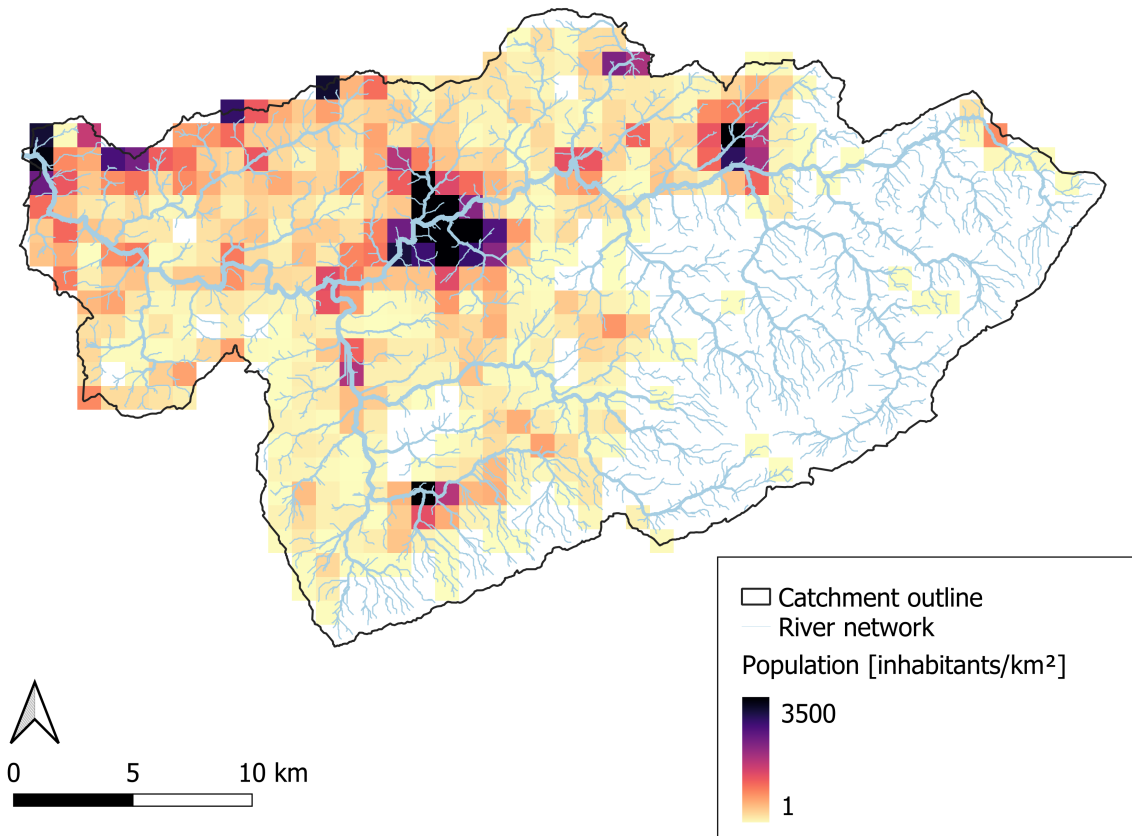 Catchment outline
River network
Population [inhabitants/km²]
3500
1
0 5 10 km